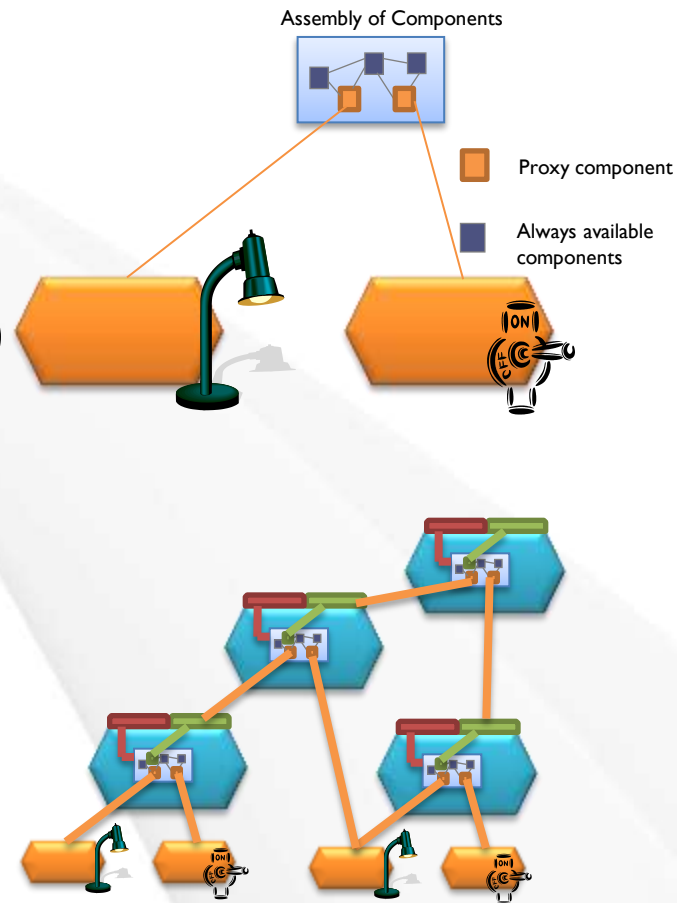 Assembly of Components
Proxy component
Always available
components
ON
OFF
ON
ON